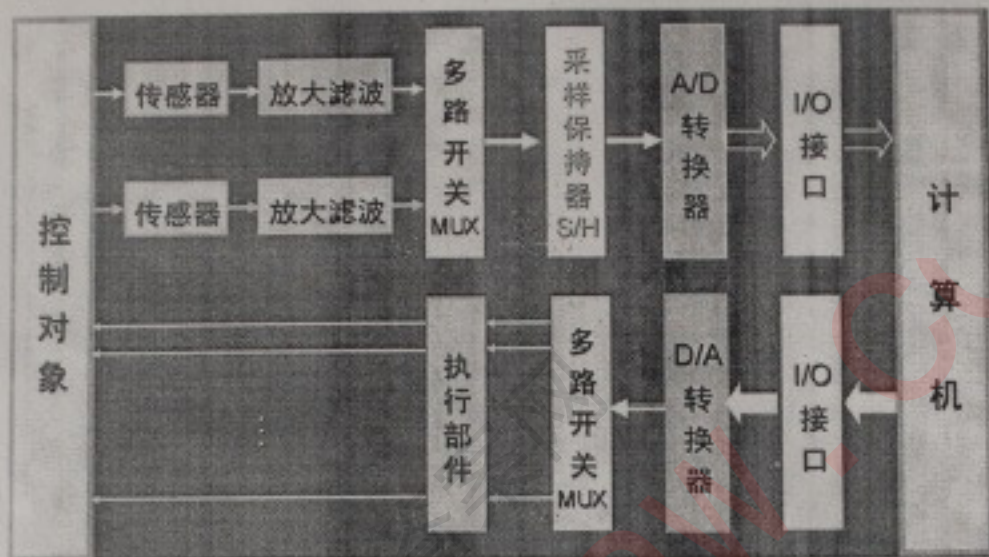 控制对象
传感器
放大滤波
传感器
放大滤波
多路开关
MUX
采样保持器
S/H
A/D
转换器
I/O
接口
计算机
执行部件
多路开关
MUX
D/A
转换器
I/O
接口